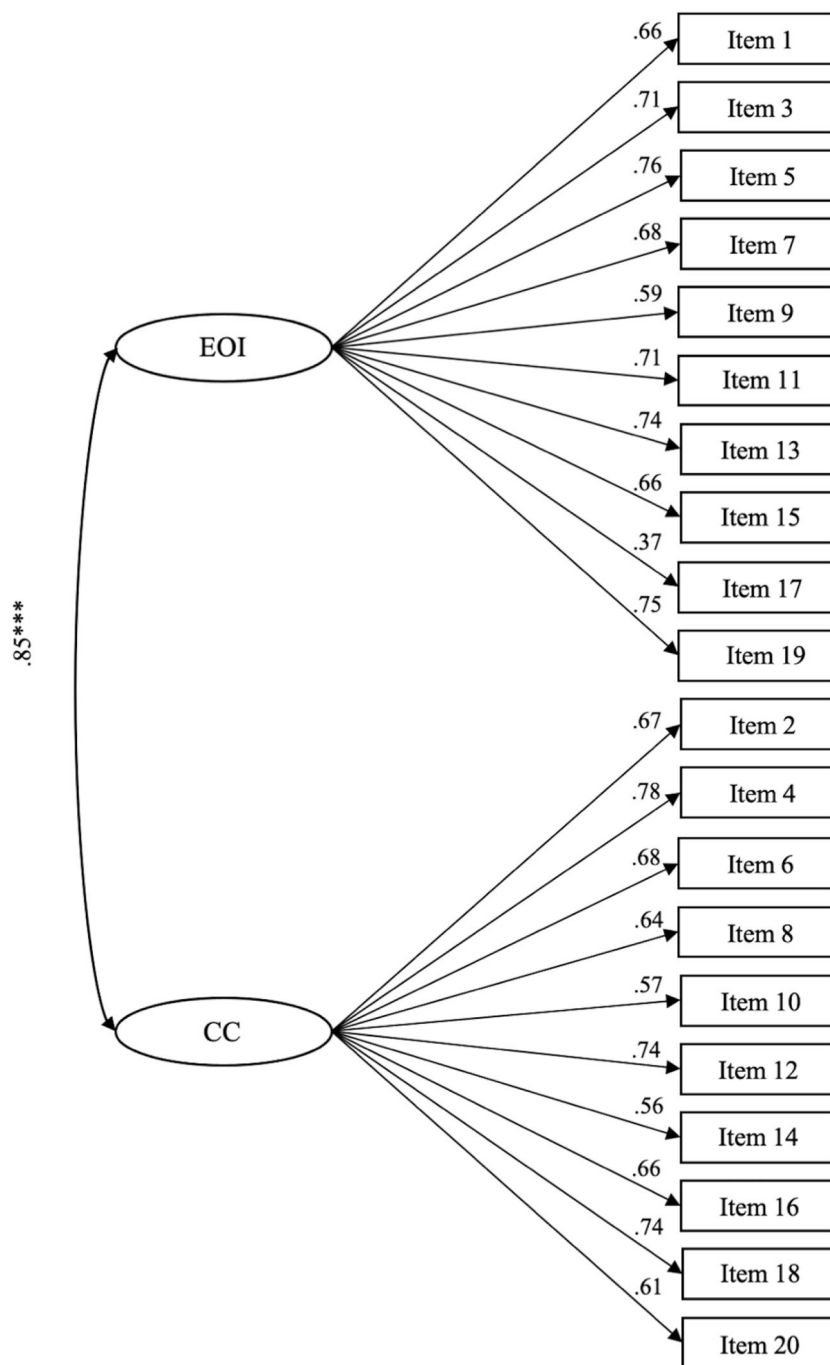 .66 Item 1
.71 Item 3
.76 Item 5
.68 Item 7
.59 Item 9
EOI
.71 Item 11
.74 Item 13
.66 Item 15
.37 Item 17
.75 Item 19
.85***
.67 Item 2
.78 Item 4
.68 Item 6
.64 Item 8
.57 Item 10
CC
.74 Item 12
.56 Item 14
.66 Item 16
.74 Item 18
.61 Item 20